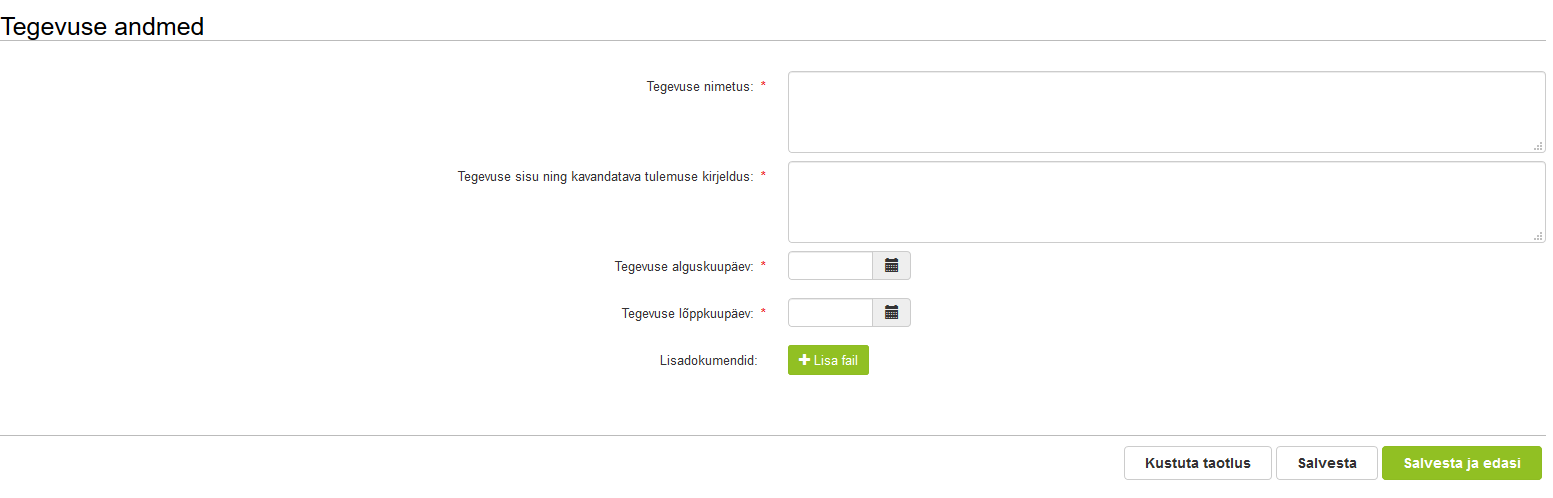 Tegevuse andmed
Tegevuse nimetus: *
Tegevuse sisu ning kavandatava tulemuse kirjeldus: *
Tegevuse alguskuupäev: *
Tegevuse lõppkuupäev: *
Lisadokumendid:
Lisa fail
Kustuta taotlus
Salvesta
Salvesta ja edasi